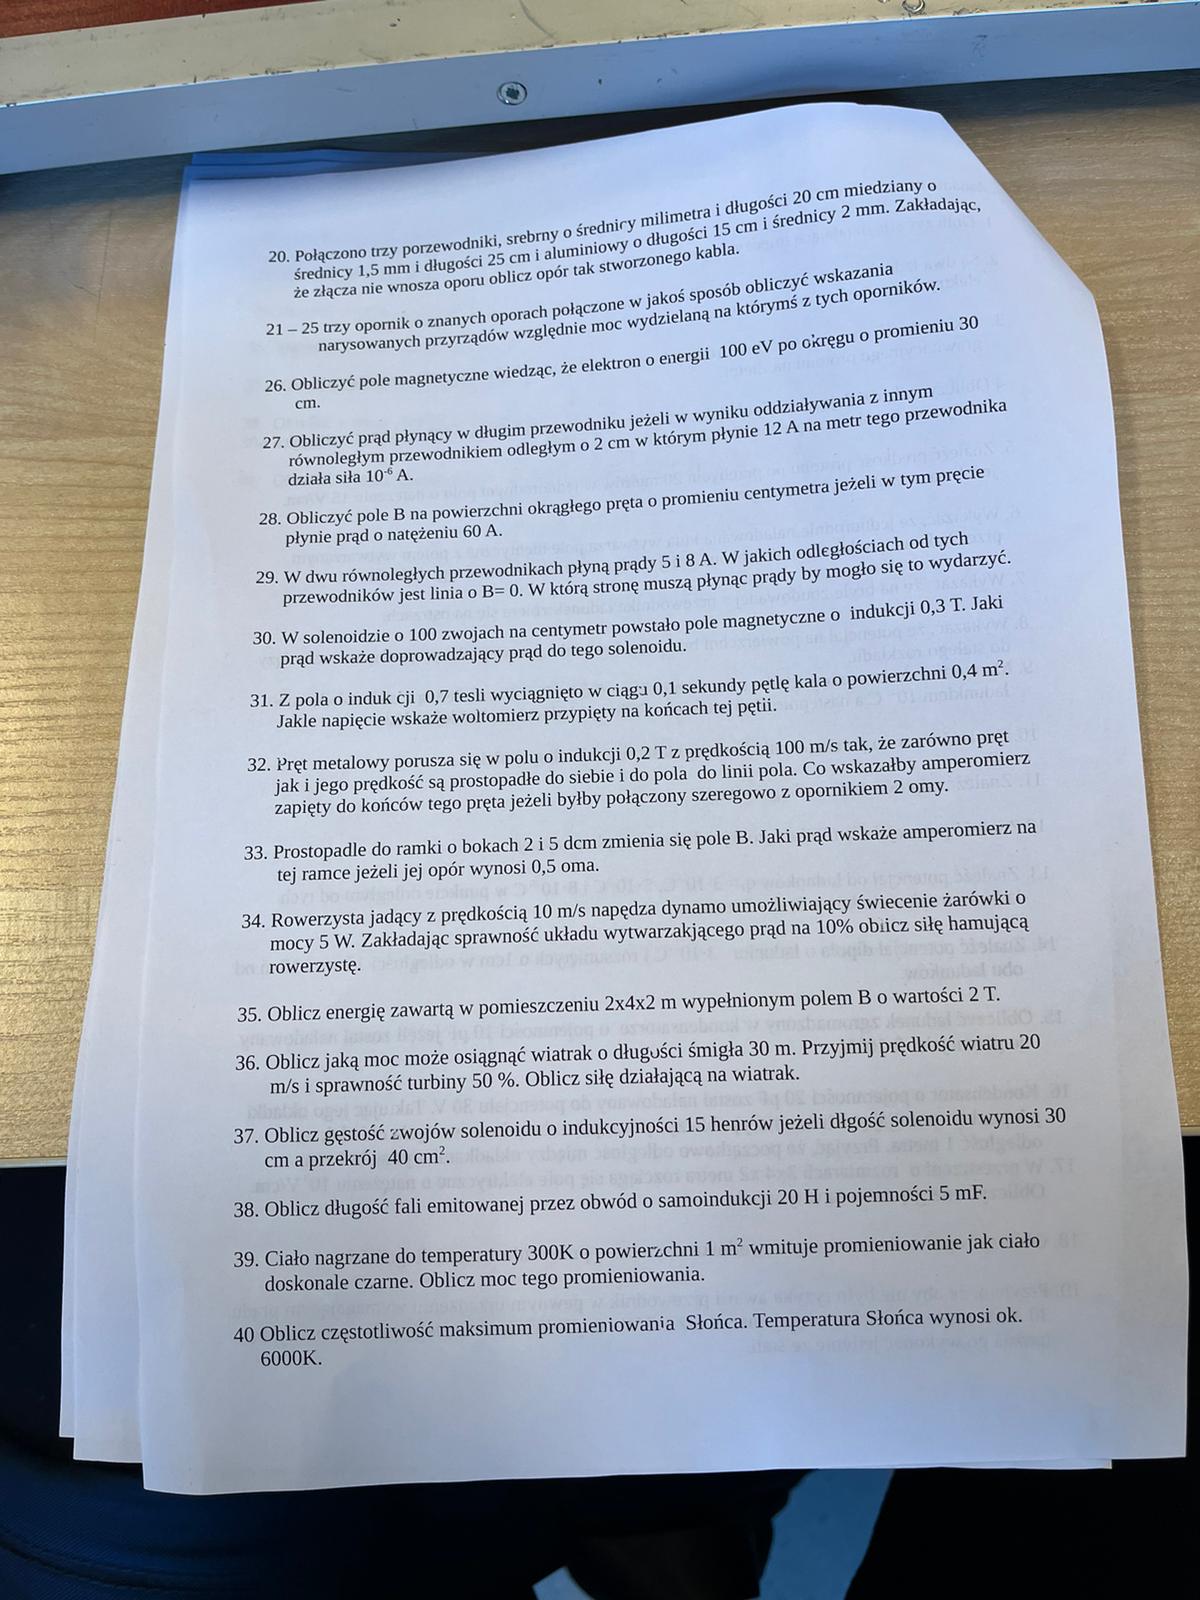 20. Połączono trzy porzewodniki, srebrny o średnicy milimetra i długości 20 cm miedziany o
średnicy 1,5 mm i długości 25 cm i aluminiowy o długości 15 cm i średnicy 2 mm. Zakładając,
że złącza nie wnosza oporu oblicz opór tak stworzonego kabla.
21 – 25 trzy opornik o znanych oporach połączone w jakoś sposób obliczyć wskazania
narysowanych przyrządów względnie moc wydzielaną na którymś z tych oporników.
26. Obliczyć pole magnetyczne wiedząc, że elektron o energii 100 eV po okręgu o promieniu 30
cm.
27. Obliczyć prąd płynący w długim przewodniku jeżeli w wyniku oddziaływania z innym
równoległym przewodnikiem odległym o 2 cm w którym płynie 12 A na metr tego przewodnika
działa siła 10⁻⁶ A.
28. Obliczyć pole B na powierzchni okrągłego pręta o promieniu centymetra jeżeli w tym pręcie
płynie prąd o natężeniu 60 A.
29. W dwu równoległych przewodnikach płyną prądy 5 i 8 A. W jakich odległościach od tych
przewodników jest linia o B= 0. W którą stronę muszą płynąc prądy by mogło się to wydarzyć.
30. W solenoidzie o 100 zwojach na centymetr powstało pole magnetyczne o indukcji 0,3 T. Jaki
prąd wskaże doprowadzający prąd do tego solenoidu.
31. Z pola o induk cji 0,7 tesli wyciągnięto w ciągu 0,1 sekundy pętlę kala o powierzchni 0,4 m².
Jakle napięcie wskaże woltomierz przypięty na końcach tej pętii.
32. Pręt metalowy porusza się w polu o indukcji 0,2 T z prędkością 100 m/s tak, że zarówno pręt
jak i jego prędkość są prostopadłe do siebie i do pola do linii pola. Co wskazałby amperomierz
zapięty do końców tego pręta jeżeli byłby połączony szeregowo z opornikiem 2 omy.
33. Prostopadle do ramki o bokach 2 i 5 dcm zmienia się pole B. Jaki prąd wskaże amperomierz na
tej ramce jeżeli jej opór wynosi 0,5 oma.
34. Rowerzysta jadący z prędkością 10 m/s napędza dynamo umożliwiający świecenie żarówki o
mocy 5 W. Zakładając sprawność układu wytwarzakjącego prąd na 10% oblicz siłę hamującą
rowerzystę.
35. Oblicz energię zawartą w pomieszczeniu 2x4x2 m wypełnionym polem B o wartości 2 T.
36. Oblicz jaką moc może osiągnąć wiatrak o długości śmigła 30 m. Przyjmij prędkość wiatru 20
m/s i sprawność turbiny 50 %. Oblicz siłę działającą na wiatrak.
37. Oblicz gęstość zwojów solenoidu o indukcyjności 15 henrów jeżeli dłgość solenoidu wynosi 30
cm a przekrój 40 cm².
38. Oblicz długość fali emitowanej przez obwód o samoindukcji 20 H i pojemności 5 mF.
39. Ciało nagrzane do temperatury 300K o powierzchni 1 m² wmituje promieniowanie jak ciało
doskonale czarne. Oblicz moc tego promieniowania.
40 Oblicz częstotliwość maksimum promieniowania Słońca. Temperatura Słońca wynosi ok.
6000K.